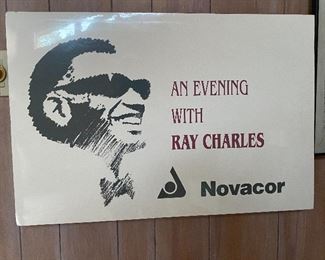 AN EVENING
WITH
RAY CHARLES
Novacor